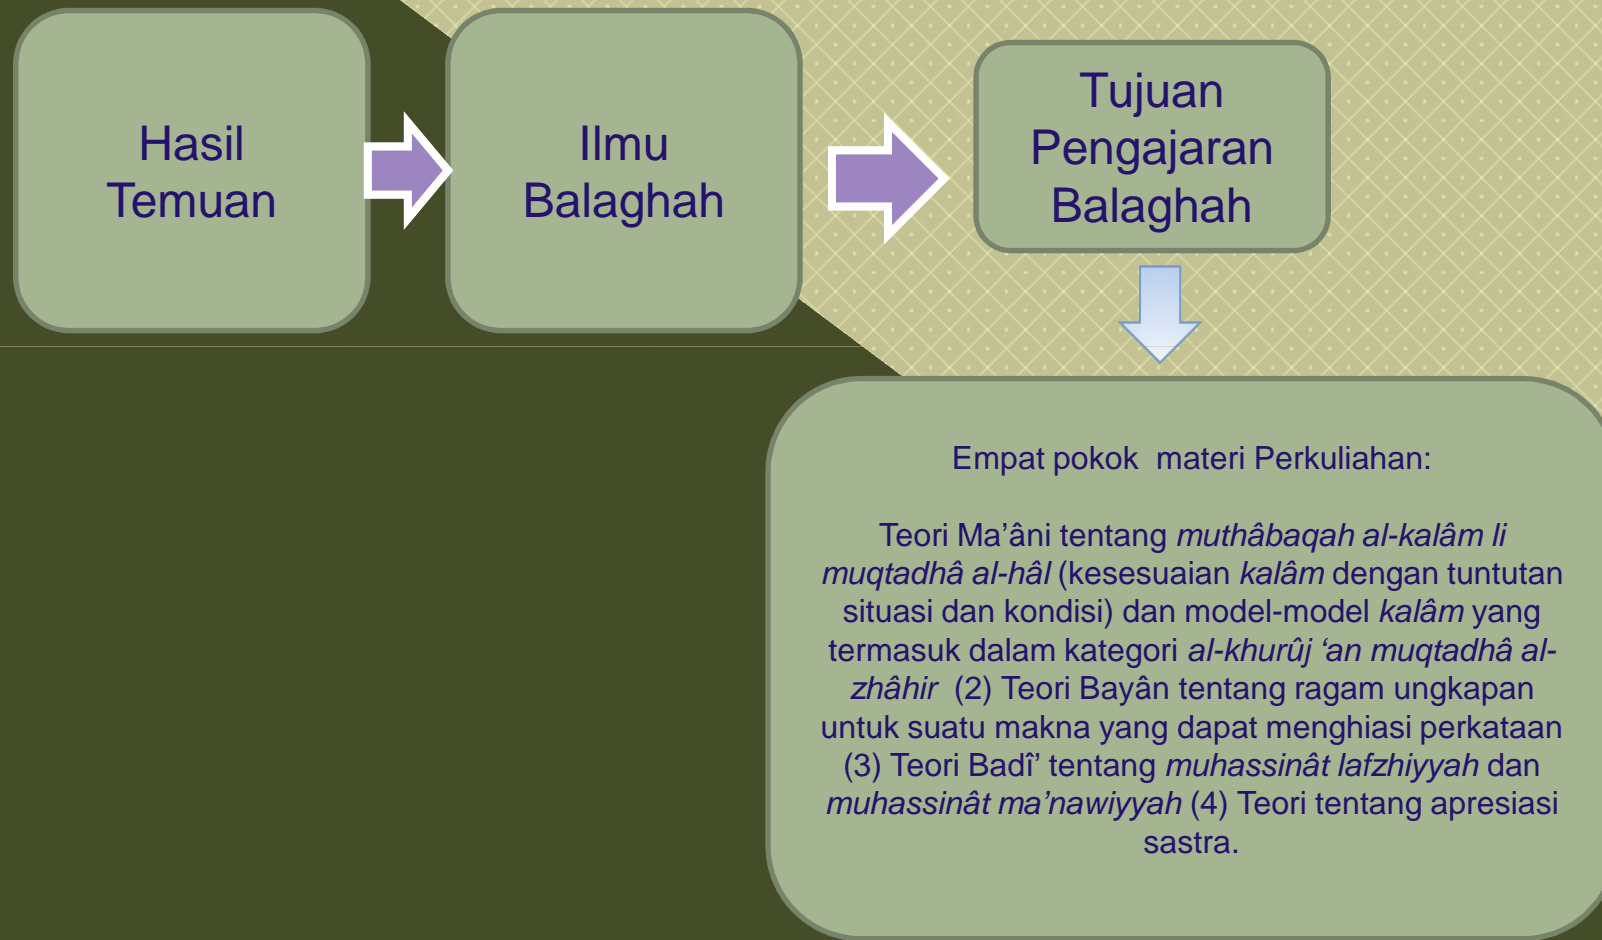 Hasil
Temuan
Ilmu
Balaghah
Tujuan
Pengajaran
Balaghah
Empat pokok  materi Perkuliahan:
Teori Ma’âni tentang muthâbaqah al-kalâm li
muqtadhâ al-hâl (kesesuaian kalâm dengan tuntutan
situasi dan kondisi) dan model-model kalâm yang
termasuk dalam kategori al-khurûj ‘an muqtadhâ al-
zhâhir  (2) Teori Bayân tentang ragam ungkapan
untuk suatu makna yang dapat menghiasi perkataan
(3) Teori Badî’ tentang muhassinât lafzhiyyah dan
muhassinât ma’nawiyyah (4) Teori tentang apresiasi
sastra.